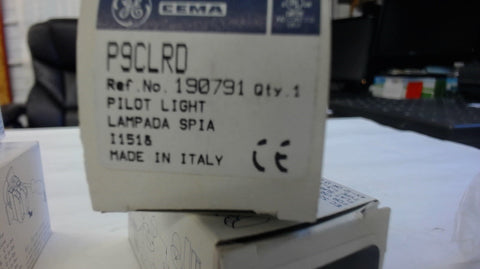 GE CEMA
P9CLRD
Ref.No. 190791 Qty.1
PILOT LIGHT
LAMPADA SPIA
I1518
MADE IN ITALY CE